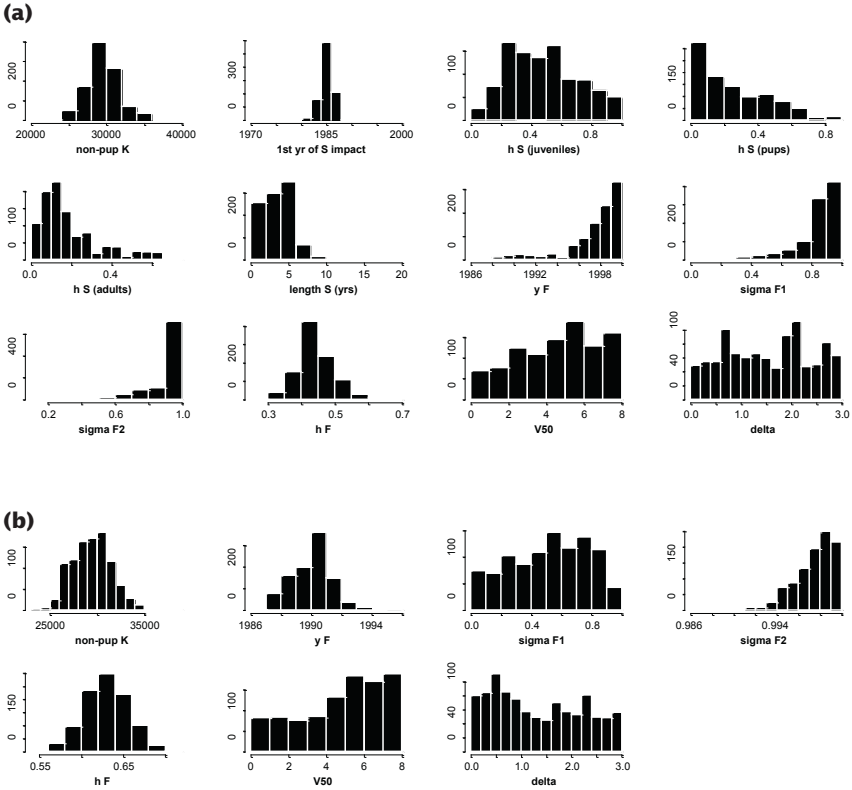 (a)
0 200
20000 30000 40000
non-pup K
0 300
1970 1985 2000
1st yr of S impact
0 50 100
0.0 0.4 0.8
h S (juveniles)
0 50 150
0.0 0.4 0.8
h S (pups)
0 50 100
0.0 0.4
h S (adults)
0 200
0 5 10 15 20
length S (yrs)
0 200
1986 1992 1998
y F
0 200
0.0 0.4 0.8
sigma F1
0 200 400
0.2 0.6 1.0
sigma F2
0 200
0.3 0.5 0.7
h F
0 100
0 2 4 6 8
V50
0 40 100
0.0 1.0 2.0 3.0
delta
(b)
0 100
25000 35000
non-pup K
0 200
1986 1990 1994
y F
0 100
0.0 0.4 0.8
sigma F1
0 50 150
0.986 0.994
sigma F2
0 50 150
0.55 0.65
h F
0 100
0 2 4 6 8
V50
0 40 80
0.0 1.0 2.0 3.0
delta